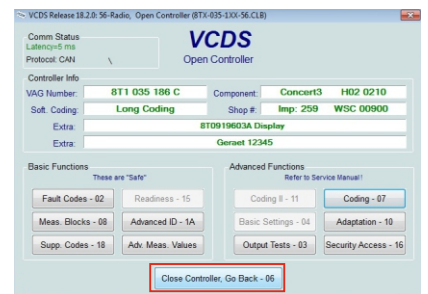 VCDS Release 18.2.0: 56-Radio, Open Controller (8TX-035-1XX-56.CLB)
Comm Status
Latency=5 ms
Protocol: CAN \
VCDS
Open Controller
Controller Info
VAG Number: 8T1 035 186 C Component: Concert3 H02 0210
Soft. Coding: Long Coding Shop #: Imp: 259 WSC 00900
Extra: 8T0919603A Display
Extra: Geraet 12345
Basic Functions
These are "Safe"
Fault Codes - 02 Readiness - 15
Meas. Blocks - 08 Advanced ID - 1A
Supp. Codes - 18 Adv. Meas. Values
Advanced Functions
Refer to Service Manual!
Coding II - 11 Coding - 07
Basic Settings - 04 Adaptation - 10
Output Tests - 03 Security Access - 16
Close Controller, Go Back - 06